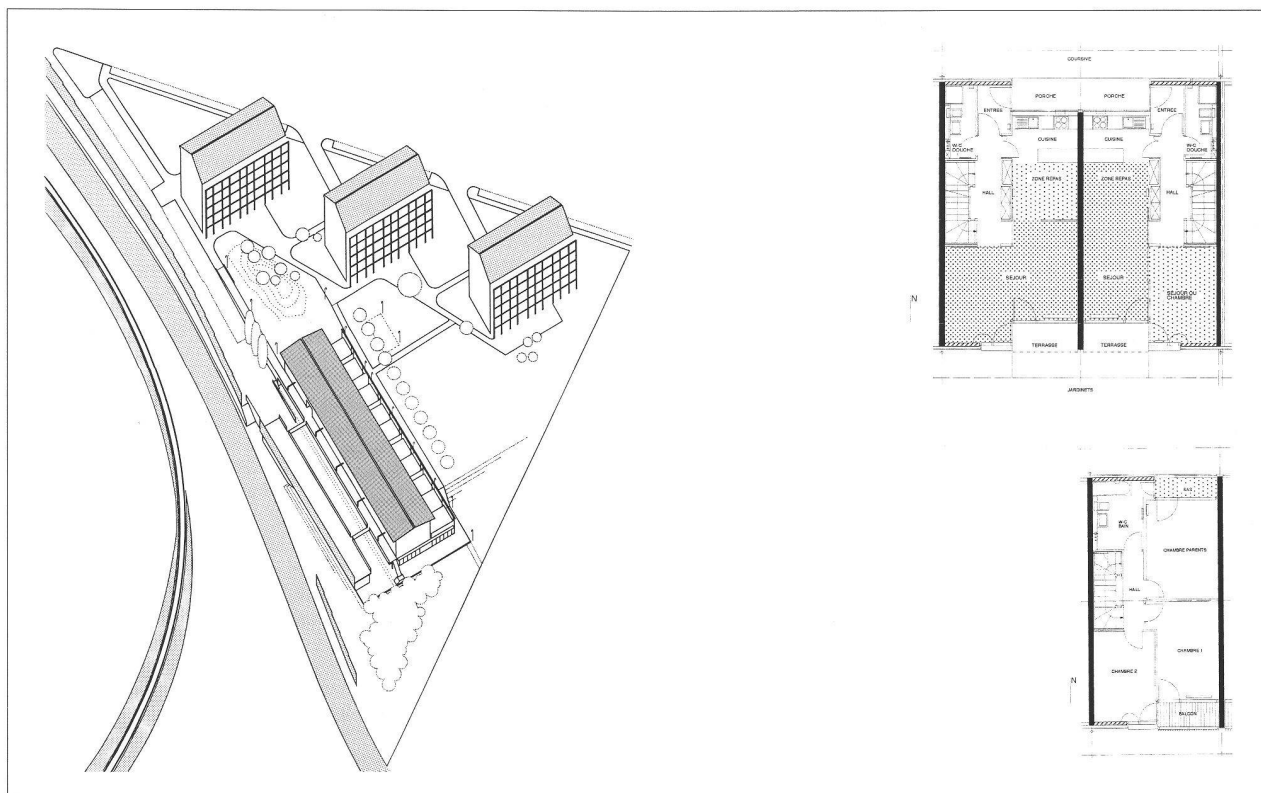 COURSIVE
PORCHE PORCHE
ENTREE ENTREE
CUISINE CUISINE
W-C DOUCHE
W-C DOUCHE
ZONE REPAS ZONE REPAS
HALL HALL
SEJOUR SEJOUR
SEJOUR OU CHAMBRE
N
TERRASSE TERRASSE
JARDINETS
SAS
W-C BAIN
CHAMBRE PARENTS
HALL
CHAMBRE 1
CHAMBRE 2
N
BALCON